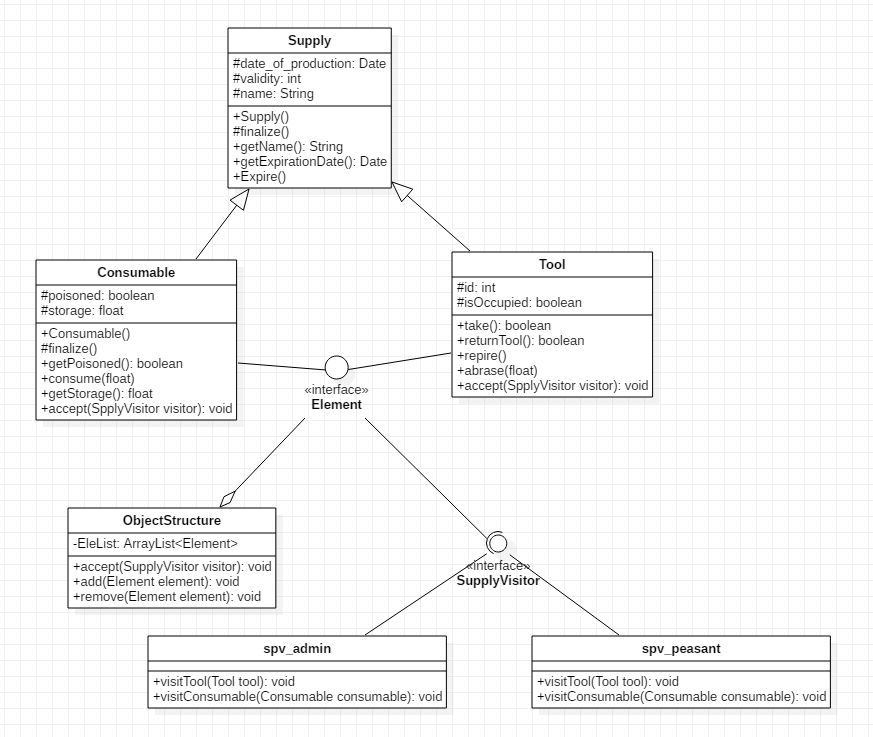 Supply
#date_of_production: Date
#validity: int
#name: String
+Supply()
#finalize()
+getName(): String
+getExpirationDate(): Date
+Expire()
Consumable
#poisoned: boolean
#storage: float
+Consumable()
#finalize()
+getPoisoned(): boolean
+consume(float)
+getStorage(): float
+accept(SpplyVisitor visitor): void
Tool
#id: int
#isOccupied: boolean
+take(): boolean
+returnTool(): boolean
+repire()
+abrase(float)
+accept(SpplyVisitor visitor): void
«interface»
Element
ObjectStructure
-EleList: ArrayList<Element>
+accept(SupplyVisitor visitor): void
+add(Element element): void
+remove(Element element): void
«interface»
SupplyVisitor
spv_admin
+visitTool(Tool tool): void
+visitConsumable(Consumable consumable): void
spv_peasant
+visitTool(Tool tool): void
+visitConsumable(Consumable consumable): void